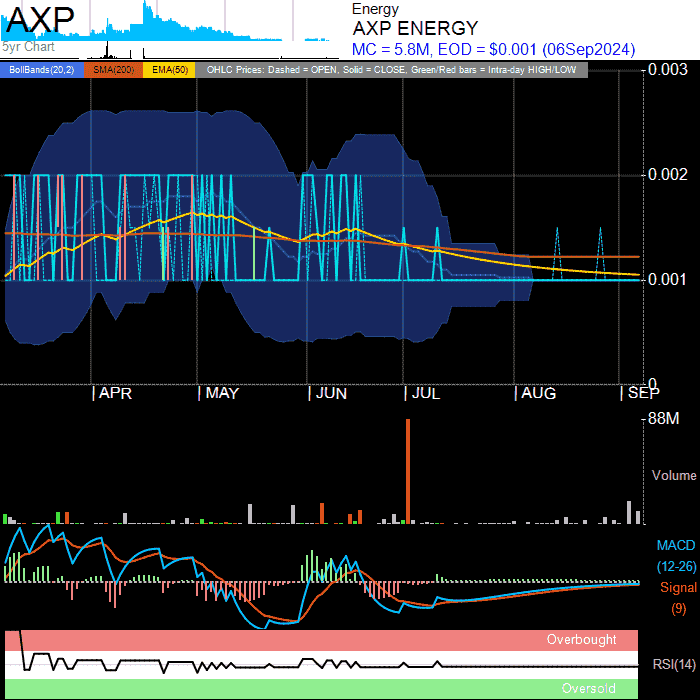 AXP
5yr Chart
Energy
AXP ENERGY
MC = 5.8M, EOD = $0.001 (06Sep2024)
BollBands(20,2) SMA(200) EMA(50) OHLC Prices: Dashed = OPEN, Solid = CLOSE, Green/Red bars = Intra-day HIGH/LOW
0.003
0.002
0.001
0
| APR | MAY | JUN | JUL | AUG | SEP
88M
Volume
MACD
(12-26)
Signal
(9)
Overbought
RSI(14)
Oversold